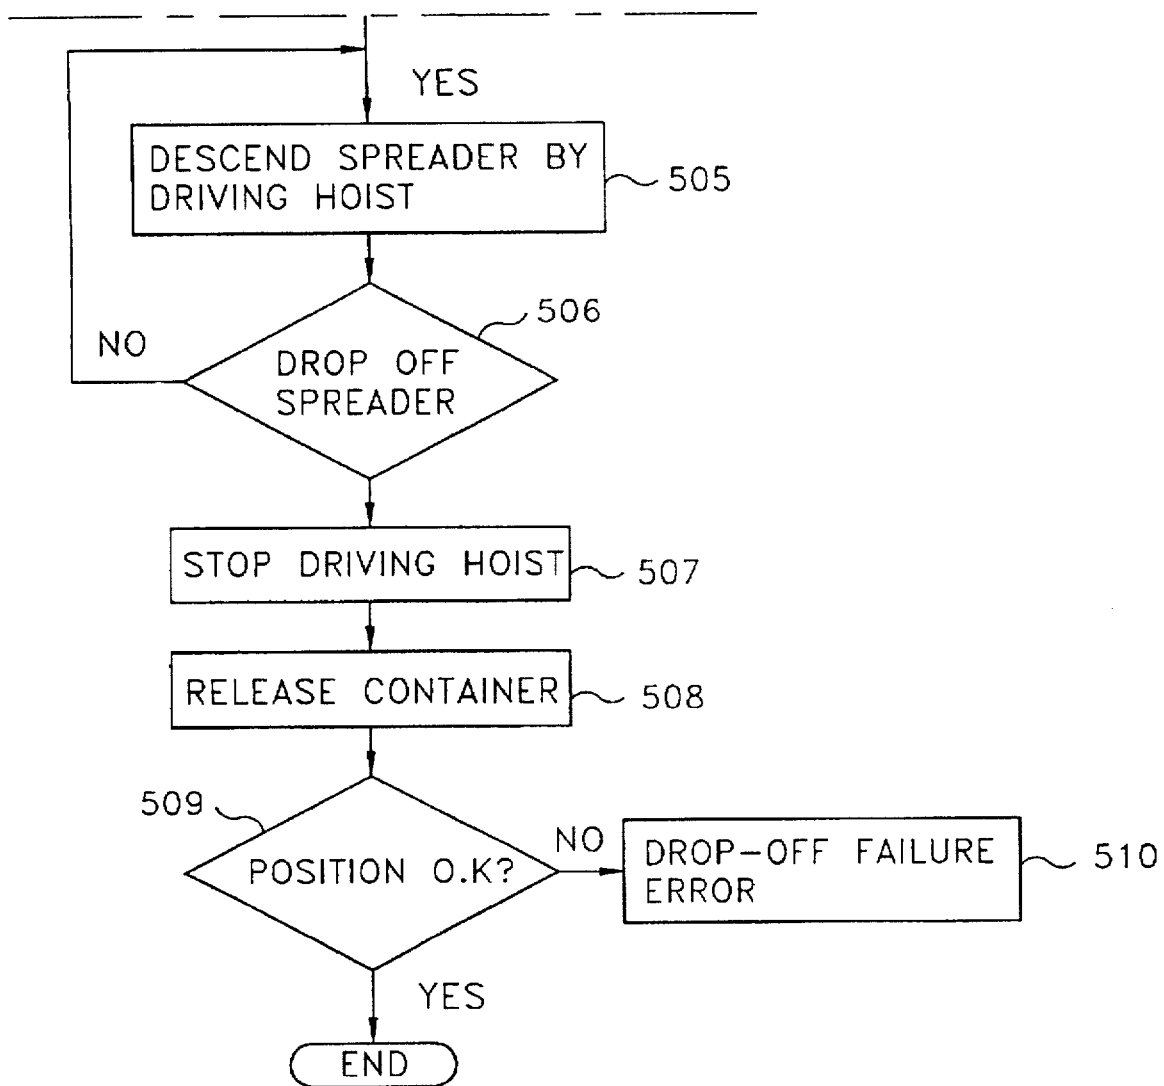 YES
DESCEND SPREADER BY
DRIVING HOIST
505
506
NO
DROP OFF
SPREADER
STOP DRIVING HOIST
507
RELEASE CONTAINER
508
509
POSITION O.K?
NO
DROP-OFF FAILURE
ERROR
510
YES
END